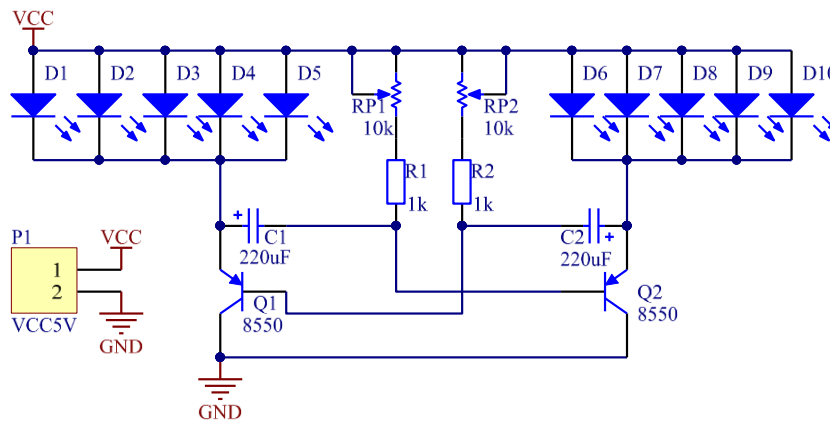 VCC
D1 D2 D3 D4 D5 D6 D7 D8 D9 D10
RP1 RP2
10k 10k
R1 R2
1k 1k
+ C1 C2 +
220uF 220uF
P1 VCC
1
2
VCC5V
GND
Q1 Q2
8550 8550
GND